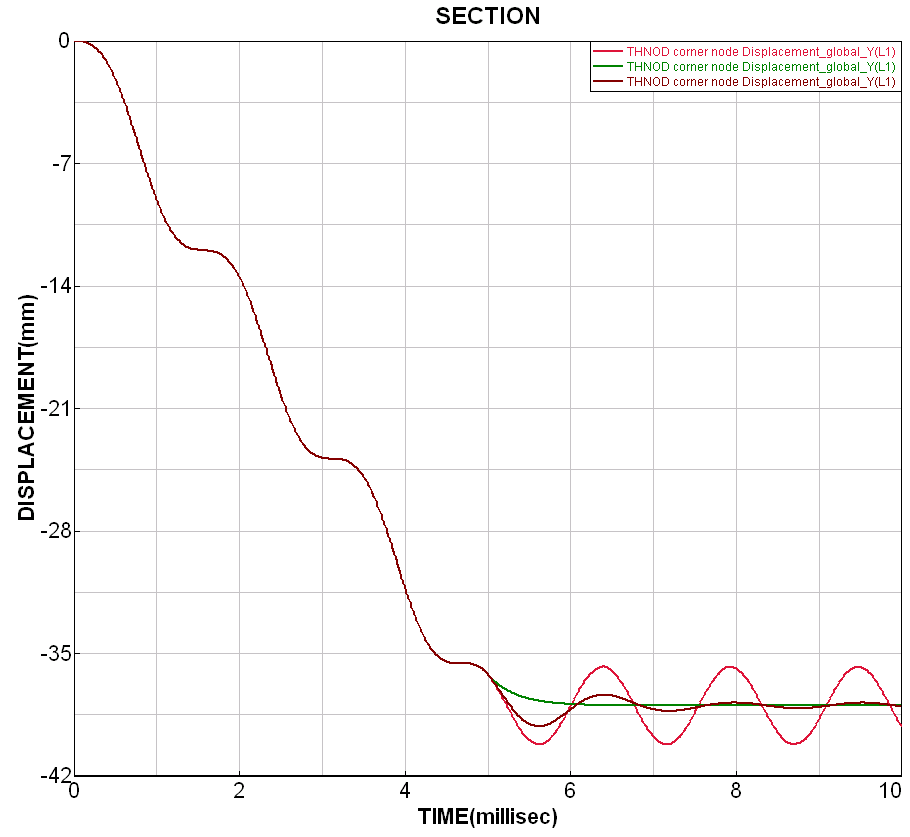 SECTION
THNOD corner node Displacement_global_Y(L1)
THNOD corner node Displacement_global_Y(L1)
THNOD corner node Displacement_global_Y(L1)
DISPLACEMENT(mm)
0
-7
-14
-21
-28
-35
-42
0 2 4 6 8 10
TIME(millisec)